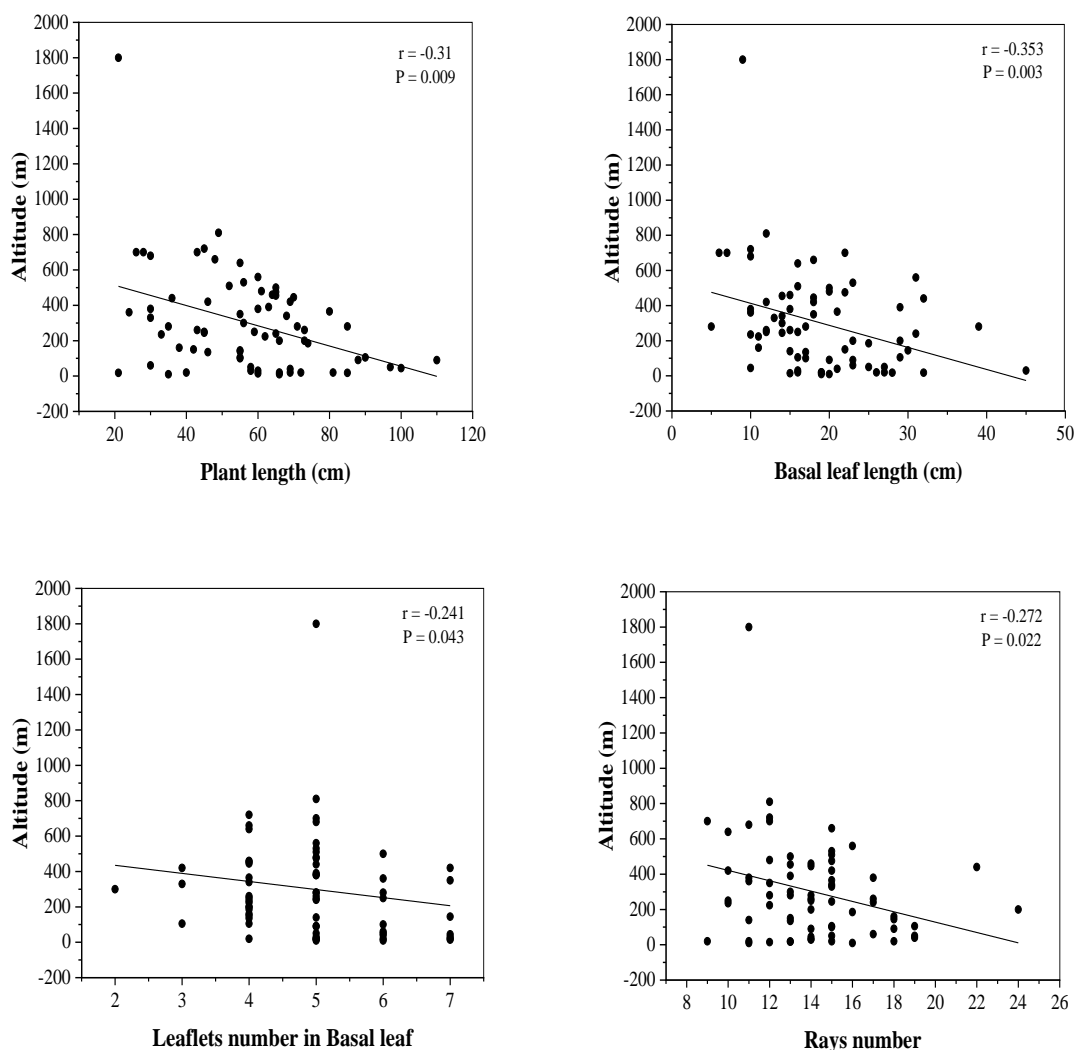 r = -0.31
P = 0.009
2000
1800
1600
1400
1200
1000
800
600
400
200
0
-200
Altitude (m)
20 40 60 80 100 120
Plant length (cm)
r = -0.353
P = 0.003
2000
1800
1600
1400
1200
1000
800
600
400
200
0
-200
Altitude (m)
0 10 20 30 40 50
Basal leaf length (cm)
r = -0.241
P = 0.043
2000
1800
1600
1400
1200
1000
800
600
400
200
0
-200
Altitude (m)
2 3 4 5 6 7
Leaflets number in Basal leaf
r = -0.272
P = 0.022
2000
1800
1600
1400
1200
1000
800
600
400
200
0
-200
Altitude (m)
8 10 12 14 16 18 20 22 24 26
Rays number